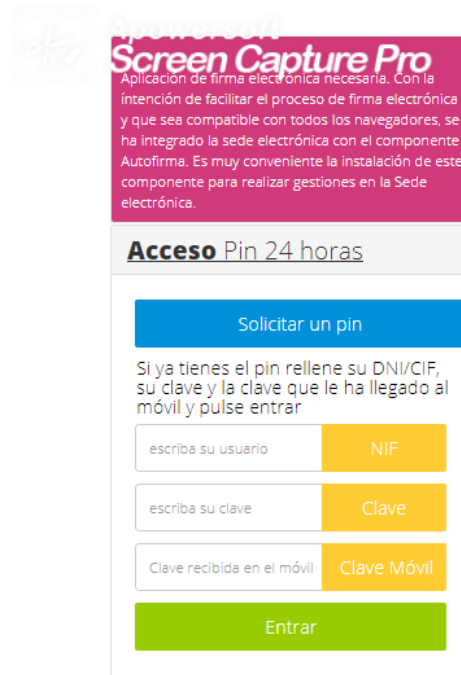 Apowersoft
Screen Capture Pro
Aplicación de firma electrónica necesaria. Con la
intención de facilitar el proceso de firma electrónica
y que sea compatible con todos los navegadores, se
ha integrado la sede electrónica con el componente
Autofirma. Es muy conveniente la instalación de este
componente para realizar gestiones en la Sede
electrónica.
Acceso Pin 24 horas
Solicitar un pin
Si ya tienes el pin rellene su DNI/CIF,
su clave y la clave que le ha llegado al
móvil y pulse entrar
escriba su usuario NIF
escriba su clave Clave
Clave recibida en el móvil Clave Móvil
Entrar